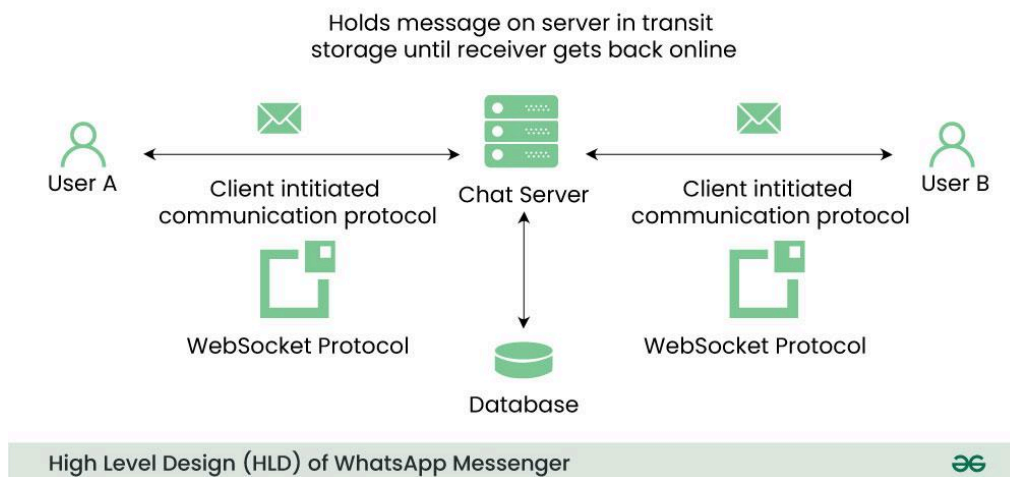 Holds message on server in transit
storage until receiver gets back online
User A
Client intitiated
communication protocol
WebSocket Protocol
Chat Server
Database
Client intitiated
communication protocol
WebSocket Protocol
User B
High Level Design (HLD) of WhatsApp Messenger